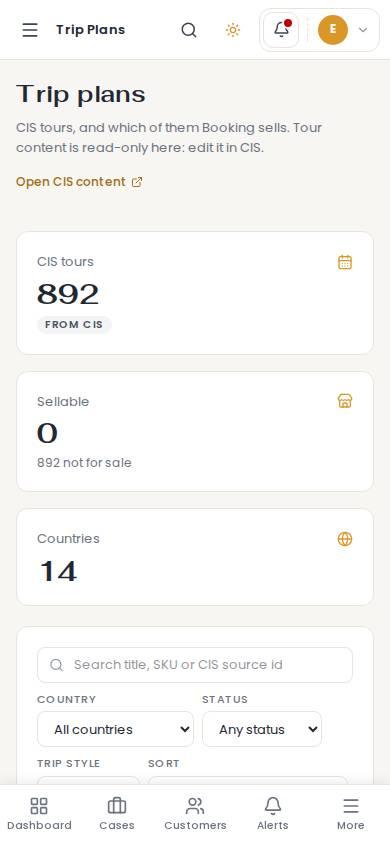 Trip Plans
E
Trip plans
CIS tours, and which of them Booking sells. Tour
content is read-only here: edit it in CIS.
Open CIS content
CIS tours
892
FROM CIS
Sellable
0
892 not for sale
Countries
14
Search title, SKU or CIS source id
COUNTRY STATUS
All countries Any status
TRIP STYLE SORT
Dashboard Cases Customers Alerts More